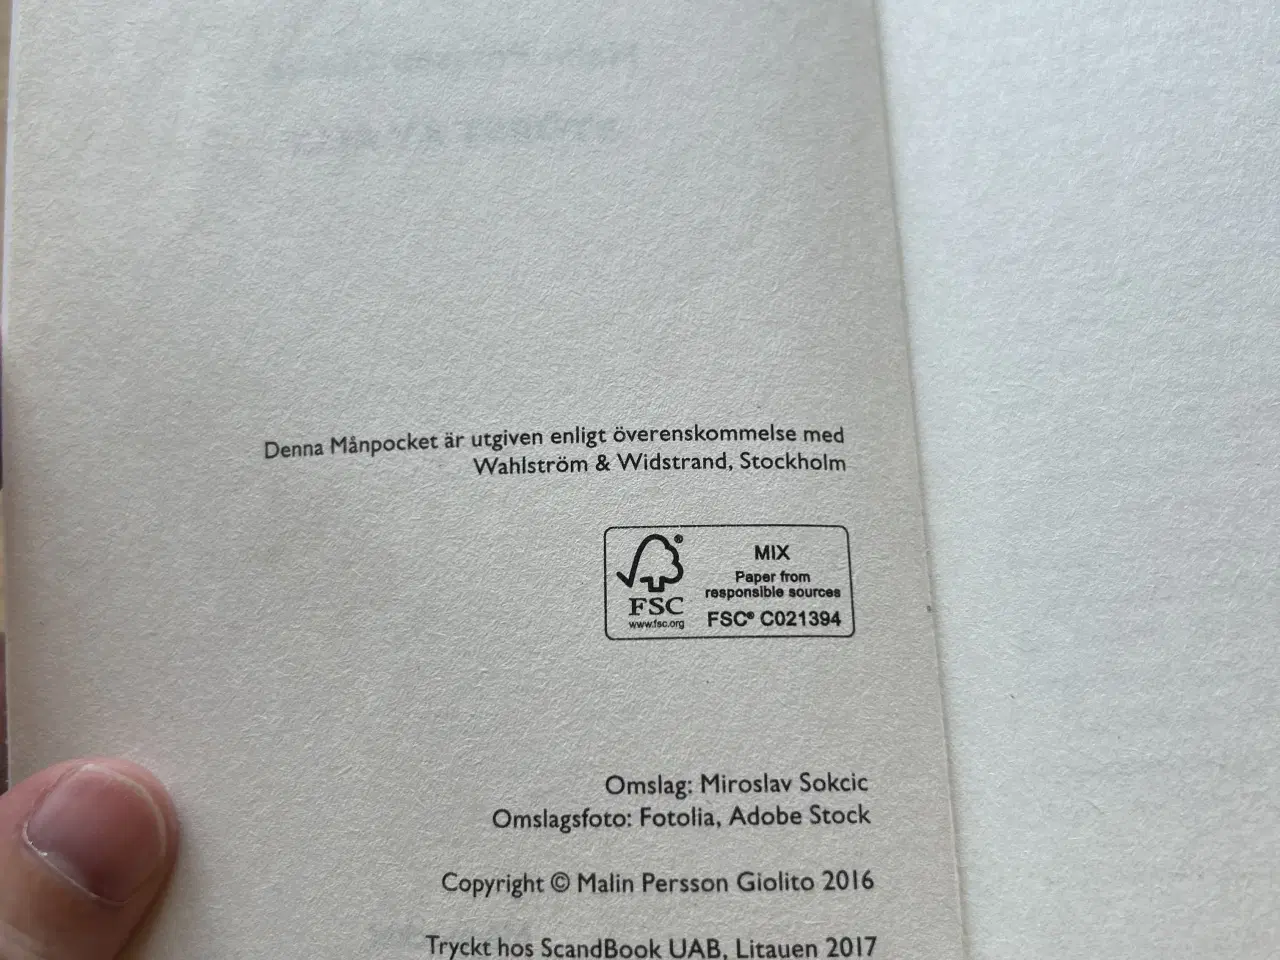 Denna Månpocket är utgiven enligt överenskommelse med
Wahlström & Widstrand, Stockholm
FSC®
www.fsc.org
MIX
Paper from
responsible sources
FSC® C021394
Omslag: Miroslav Sokcic
Omslagsfoto: Fotolia, Adobe Stock
Copyright © Malin Persson Giolito 2016
Tryckt hos ScandBook UAB, Litauen 2017